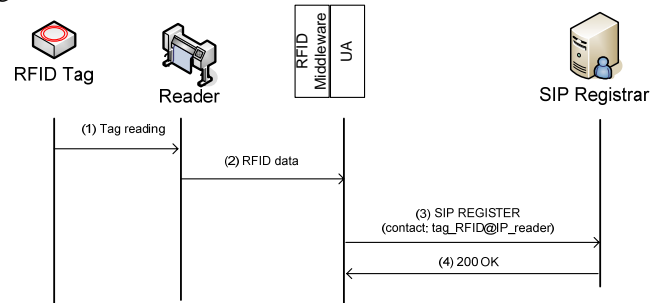 RFID Tag
Reader
RFID
Middleware
UA
SIP Registrar
(1) Tag reading
(2) RFID data
(3) SIP REGISTER
(contact; tag_RFID@IP_reader)
(4) 200 OK